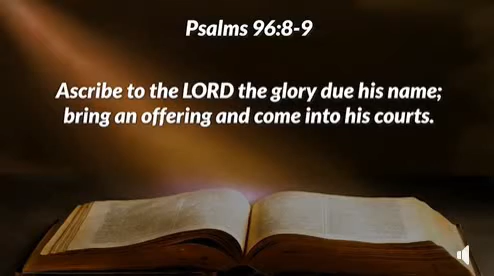 Psalms 96:8-9
Ascribe to the LORD the glory due his name;
bring an offering and come into his courts.